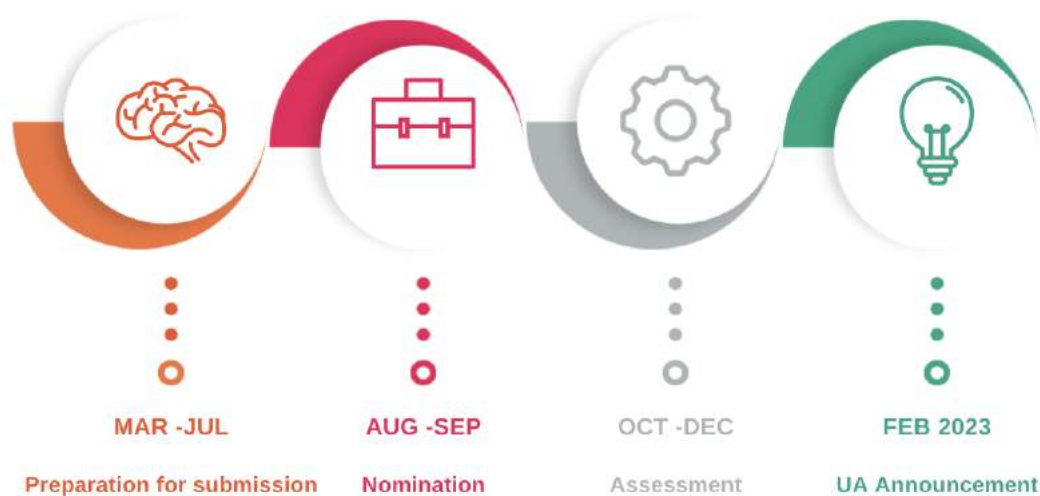 MAR -JUL
Preparation for submission
AUG -SEP
Nomination
OCT -DEC
Assessment
FEB 2023
UA Announcement